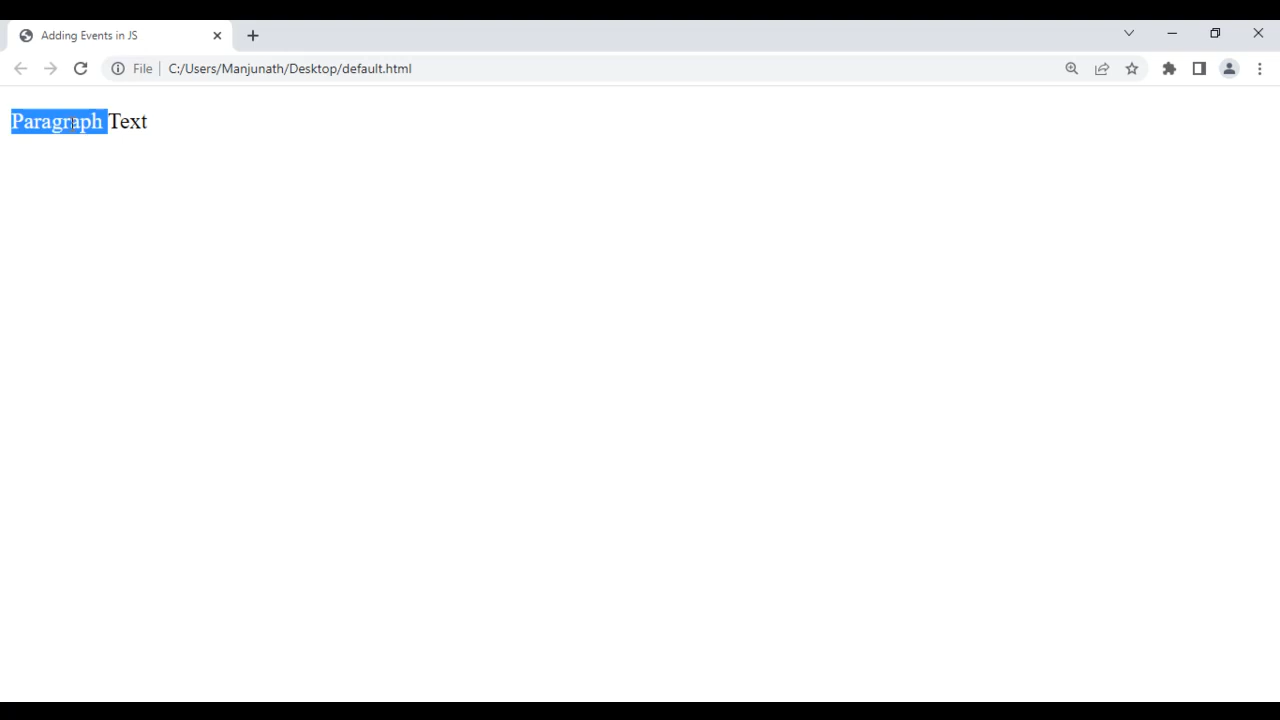 Adding Events in JS
File C:/Users/Manjunath/Desktop/default.html
Paragraph Text